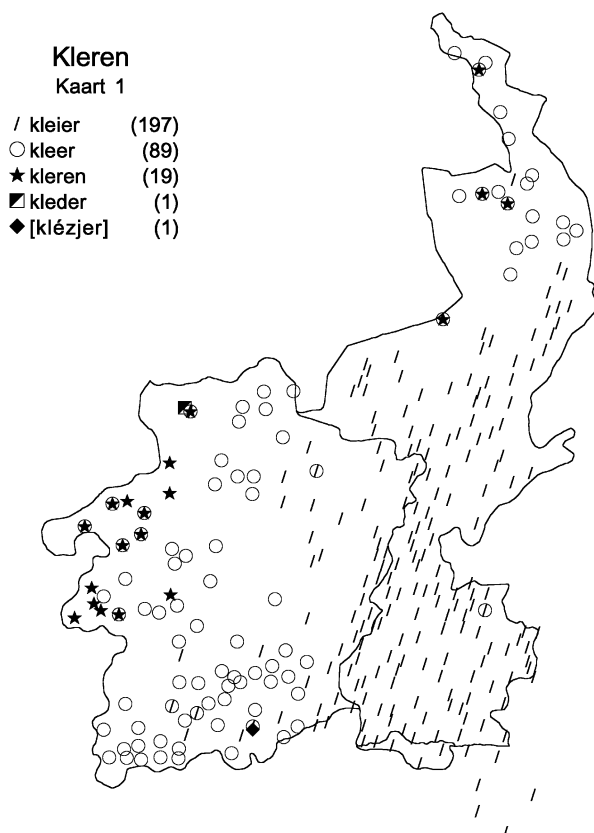 Kleren
Kaart 1
/ kleier (197)
○ kleer (89)
★ kleren (19)
◩ kleder (1)
◆ [klézjer] (1)